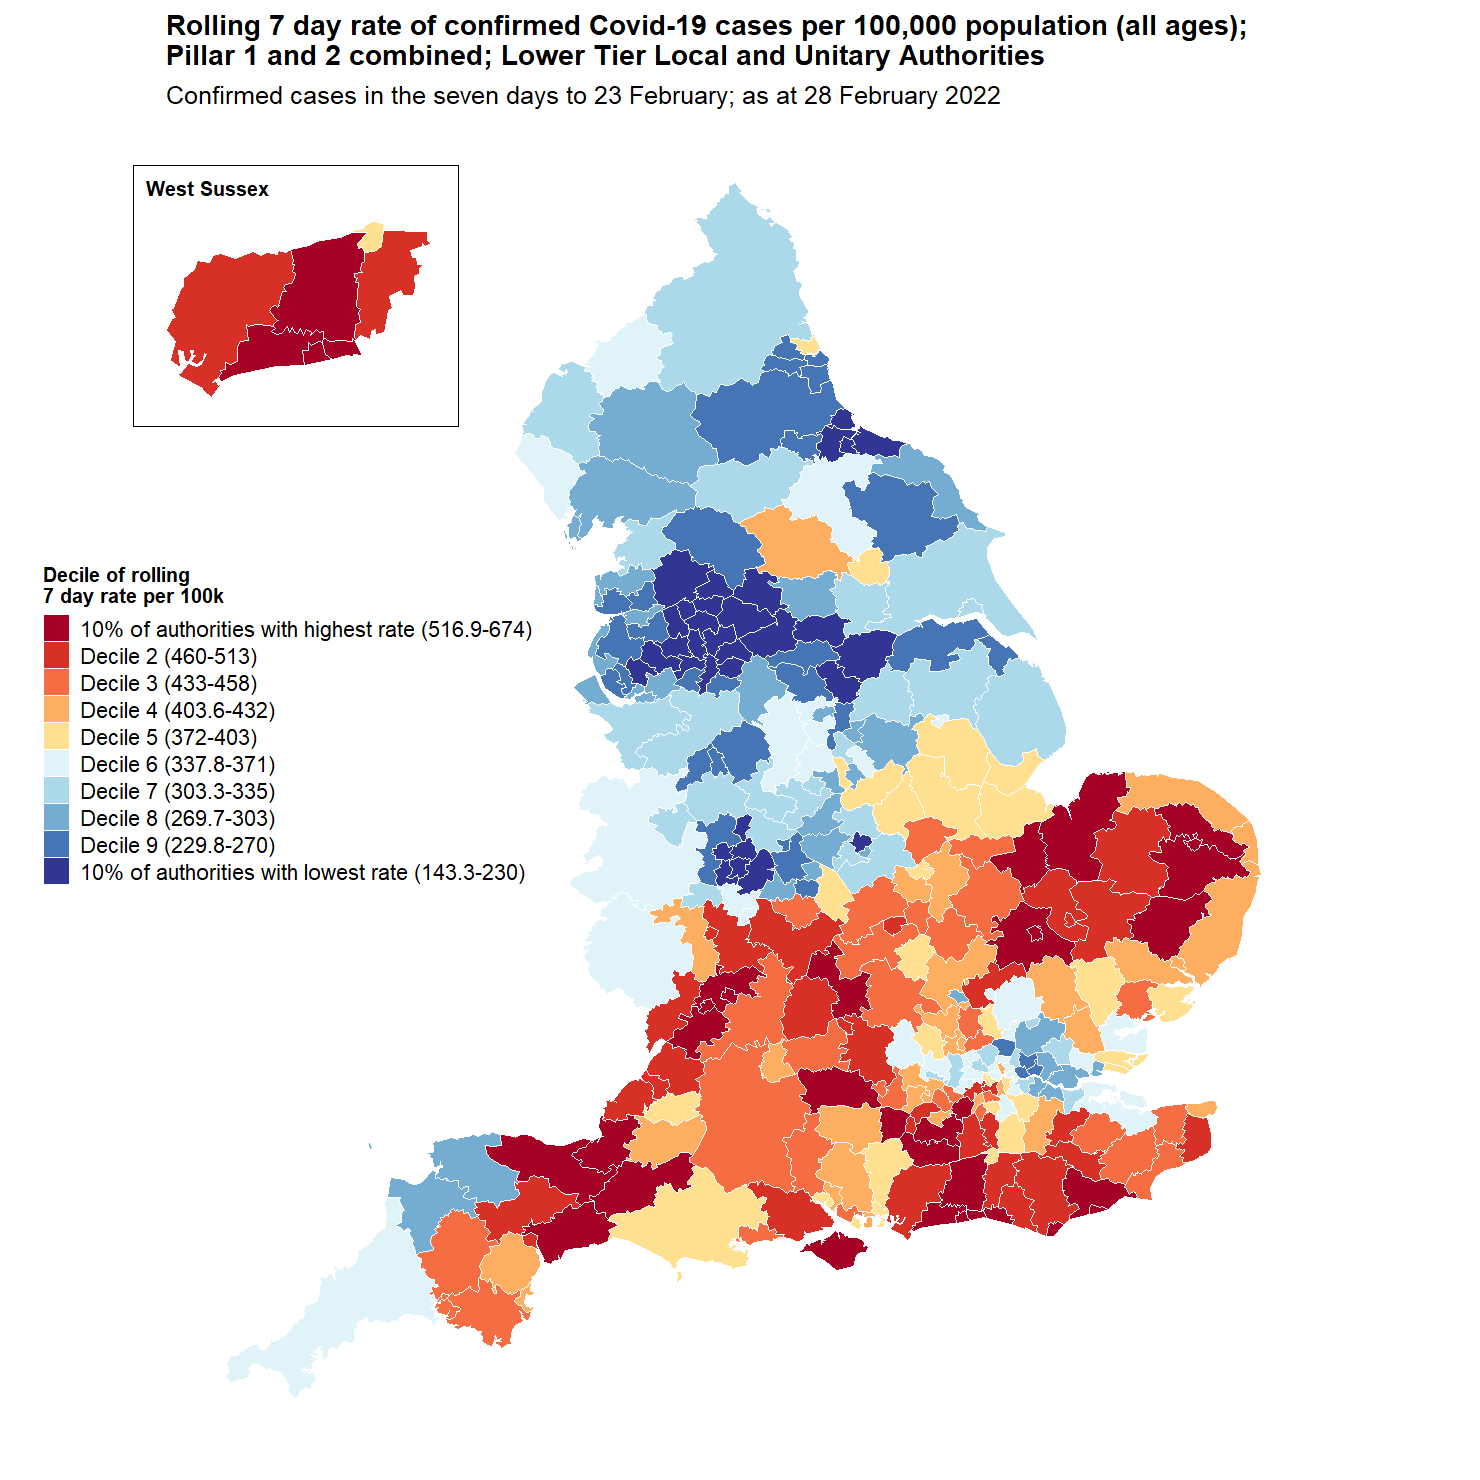 Rolling 7 day rate of confirmed Covid-19 cases per 100,000 population (all ages);
Pillar 1 and 2 combined; Lower Tier Local and Unitary Authorities
Confirmed cases in the seven days to 23 February; as at 28 February 2022
West Sussex
Decile of rolling
7 day rate per 100k
10% of authorities with highest rate (516.9-674)
Decile 2 (460-513)
Decile 3 (433-458)
Decile 4 (403.6-432)
Decile 5 (372-403)
Decile 6 (337.8-371)
Decile 7 (303.3-335)
Decile 8 (269.7-303)
Decile 9 (229.8-270)
10% of authorities with lowest rate (143.3-230)